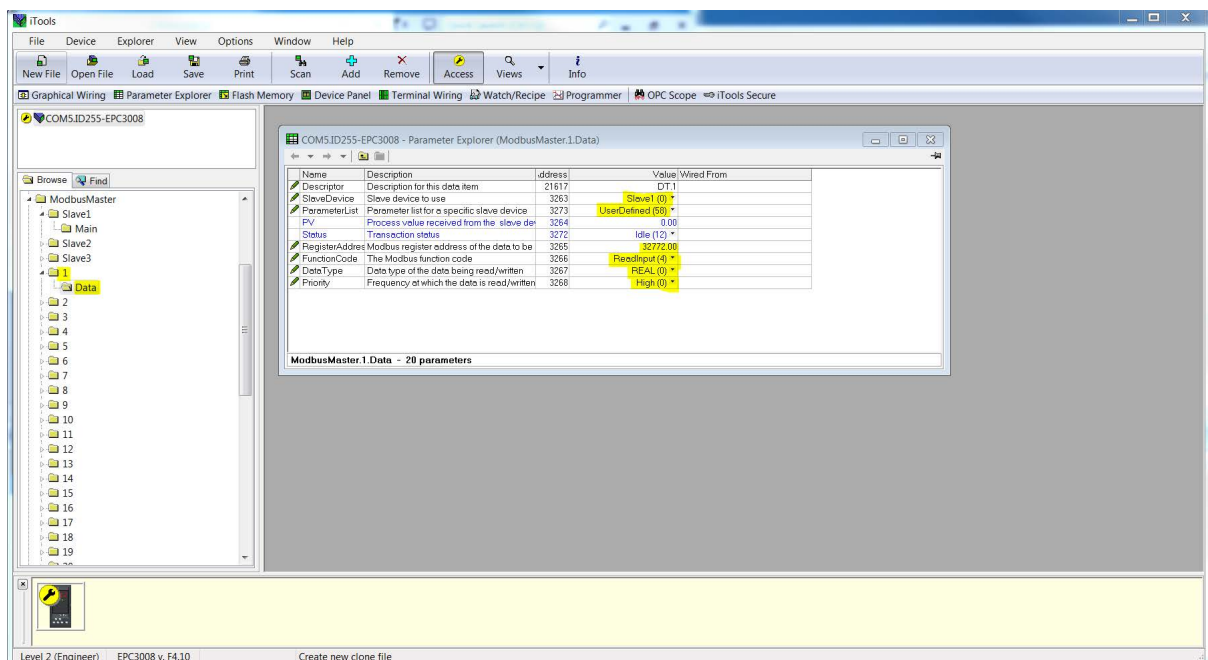 iTools
File Device Explorer View Options Window Help
New File Open File Load Save Print Scan Add Remove Access Views Info
Graphical Wiring Parameter Explorer Flash Memory Device Panel Terminal Wiring Watch/Recipe Programmer OPC Scope iTools Secure
COM5.ID255-EPC3008
Browse Find
ModbusMaster
Slave1
Main
Slave2
Slave3
1
Data
2
3
4
5
6
7
8
9
10
11
12
13
14
15
16
17
18
19
COM5.ID255-EPC3008 - Parameter Explorer (ModbusMaster.1.Data)
Name Description .ddress Value Wired From
Descriptor Description for this data item 21617 DT.1
SlaveDevice Slave device to use 3263 Slave1 (0)
ParameterList Parameter list for a specific slave device 3273 UserDefined (58)
PV Process value received from the slave de 3264 0.00
Status Transaction status 3272 Idle (12)
RegisterAddres Modbus register address of the data to be 3265 32772.00
FunctionCode The Modbus function code 3266 ReadInput (4)
DataType Data type of the data being read/written 3267 REAL (0)
Priority Frequency at which the data is read/written 3268 High (0)
ModbusMaster.1.Data - 20 parameters
Level 2 (Engineer) EPC3008 v. F4.10 Create new clone file